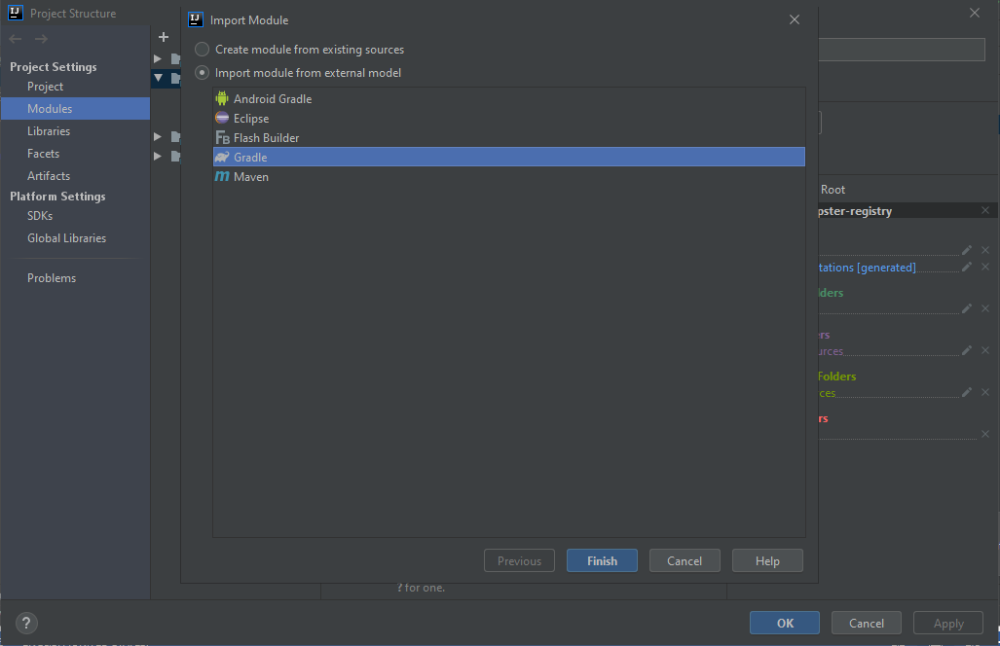 Project Structure
Import Module
Create module from existing sources
Import module from external model
Project Settings
Project
Modules
Libraries
Facets
Artifacts
Platform Settings
SDKs
Global Libraries
Problems
Android Gradle
Eclipse
Flash Builder
Gradle
Maven
Root
pster-registry
tations [generated]
lders
ers
urces
Folders
ces
rs
Previous
Finish
Cancel
Help
? for one.
?
OK
Cancel
Apply